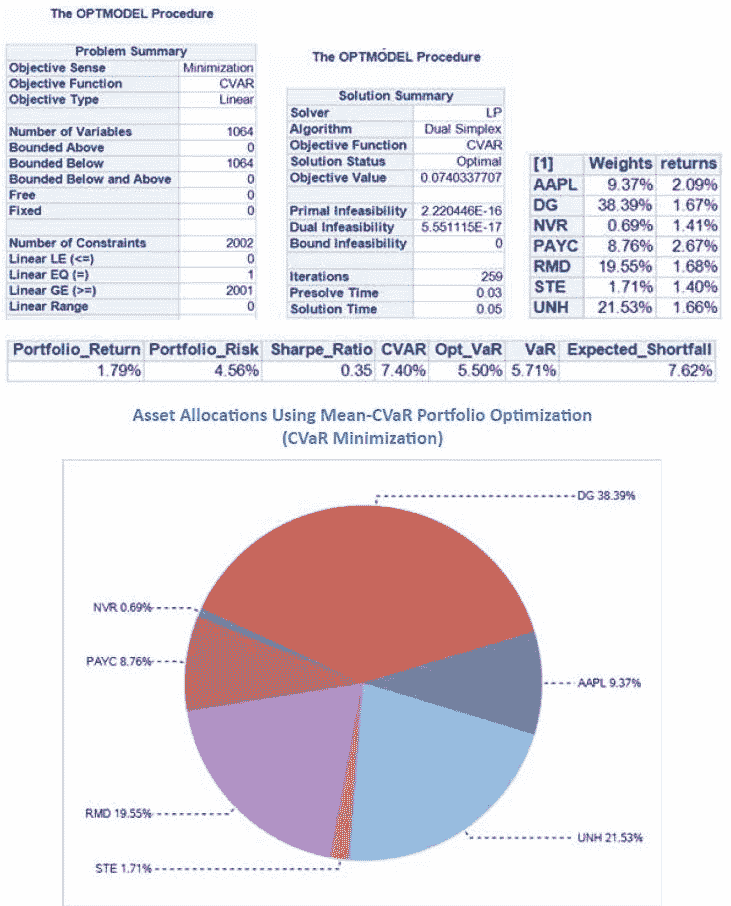 The OPTMODEL Procedure
Problem Summary
Objective Sense Minimization
Objective Function CVAR
Objective Type Linear
Number of Variables 1064
Bounded Above 0
Bounded Below 1064
Bounded Below and Above 0
Free 0
Fixed 0
Number of Constraints 2002
Linear LE (<=) 0
Linear EQ (=) 1
Linear GE (>=) 2001
Linear Range 0
The OPTMODEL Procedure
Solution Summary
Solver LP
Algorithm Dual Simplex
Objective Function CVAR
Solution Status Optimal
Objective Value 0.0740337707
Primal Infeasibility 2.220446E-16
Dual Infeasibility 5.551115E-17
Bound Infeasibility 0
Iterations 259
Presolve Time 0.03
Solution Time 0.05
[1] Weights returns
AAPL 9.37% 2.09%
DG 38.39% 1.67%
NVR 0.69% 1.41%
PAYC 8.76% 2.67%
RMD 19.55% 1.68%
STE 1.71% 1.40%
UNH 21.53% 1.66%
Portfolio_Return Portfolio_Risk Sharpe_Ratio CVAR Opt_VaR VaR Expected_Shortfall
1.79% 4.56% 0.35 7.40% 5.50% 5.71% 7.62%
Asset Allocations Using Mean-CVaR Portfolio Optimization
(CVaR Minimization)
DG 38.39%
NVR 0.69%
PAYC 8.76%
AAPL 9.37%
RMD 19.55%
UNH 21.53%
STE 1.71%